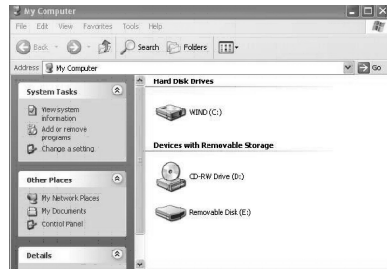 My Computer
File Edit View Favorites Tools Help
Back Search Folders
Address My Computer Go
System Tasks
View system
information
Add or remove
programs
Change a setting
Other Places
My Network Places
My Documents
Control Panel
Details
Hard Disk Drives
WIND (C:)
Devices with Removable Storage
CD-RW Drive (D:)
Removable Disk (E:)